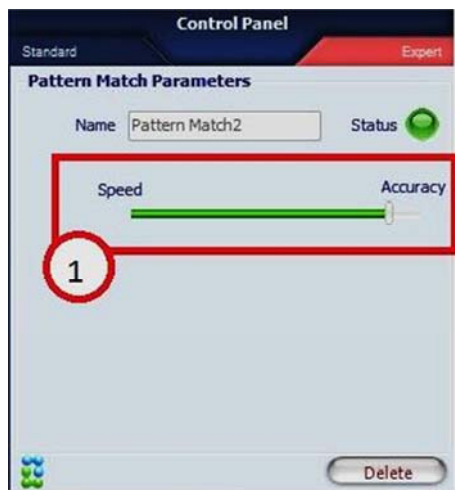 Control Panel
Standard Expert
Pattern Match Parameters
Name Pattern Match2 Status
Speed Accuracy
1
Delete